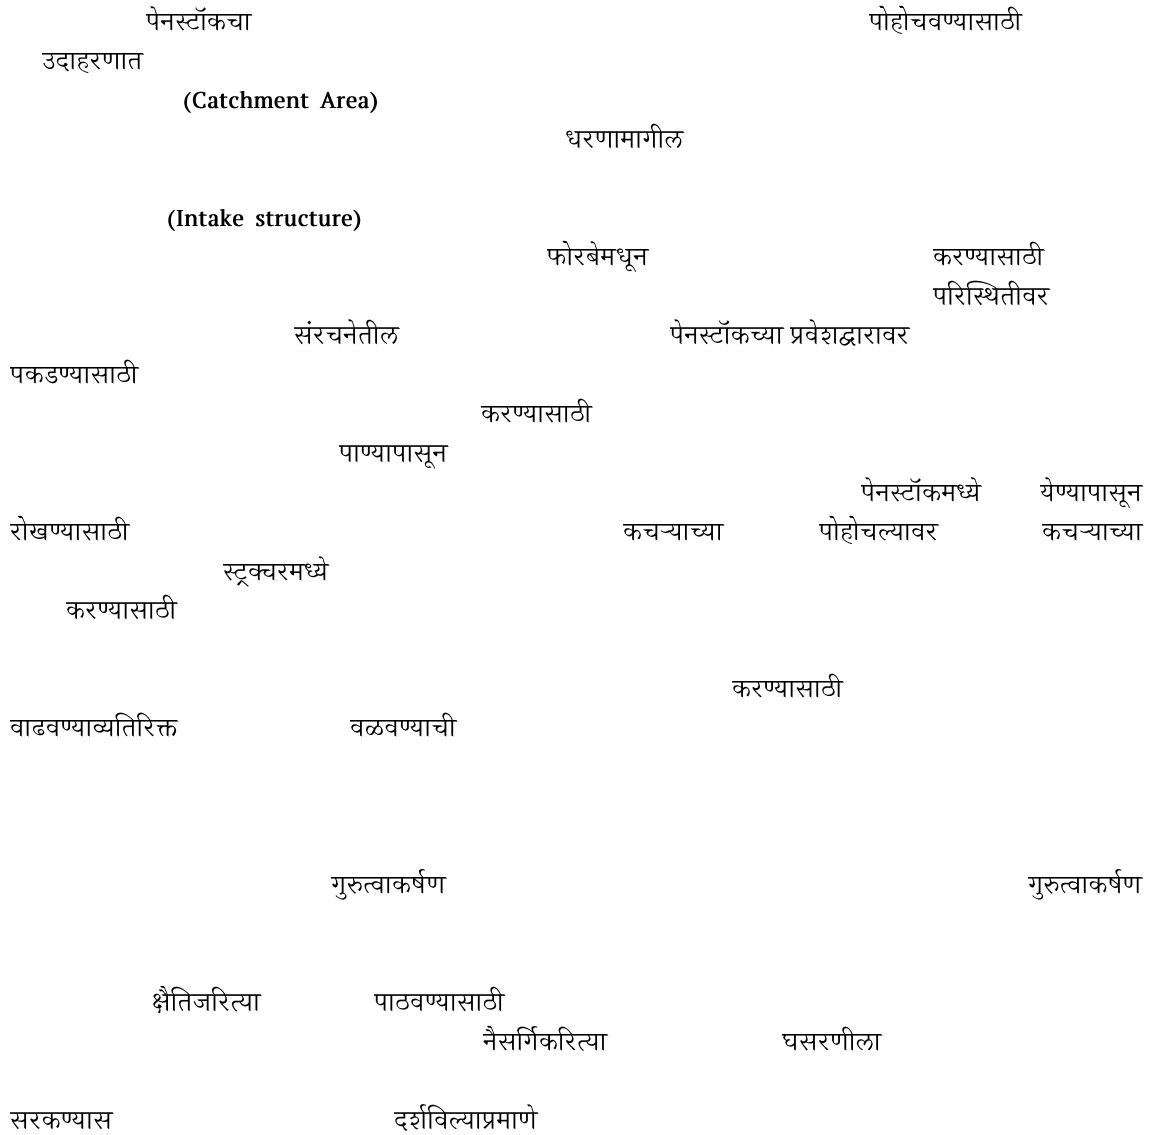 पेनस्टॉकचा पोहोचवण्यासाठी
उदाहरणात
(Catchment Area)
धरणामागील
(Intake structure)
फोरबेमधून करण्यासाठी
परिस्थितीवर
संरचनेतील पेनस्टॉकच्या प्रवेशद्वारावर
पकडण्यासाठी
करण्यासाठी
पाण्यापासून
पेनस्टॉकमध्ये येण्यापासून
रोखण्यासाठी कचऱ्याच्या पोहोचल्यावर कचऱ्याच्या
स्ट्रक्चरमध्ये
करण्यासाठी
करण्यासाठी
वाढवण्याव्यतिरिक्त वळवण्याची
गुरुत्वाकर्षण गुरुत्वाकर्षण
क्षैतिजरित्या पाठवण्यासाठी
नैसर्गिकरित्या घसरणीला
सरकण्यास दर्शविल्याप्रमाणे